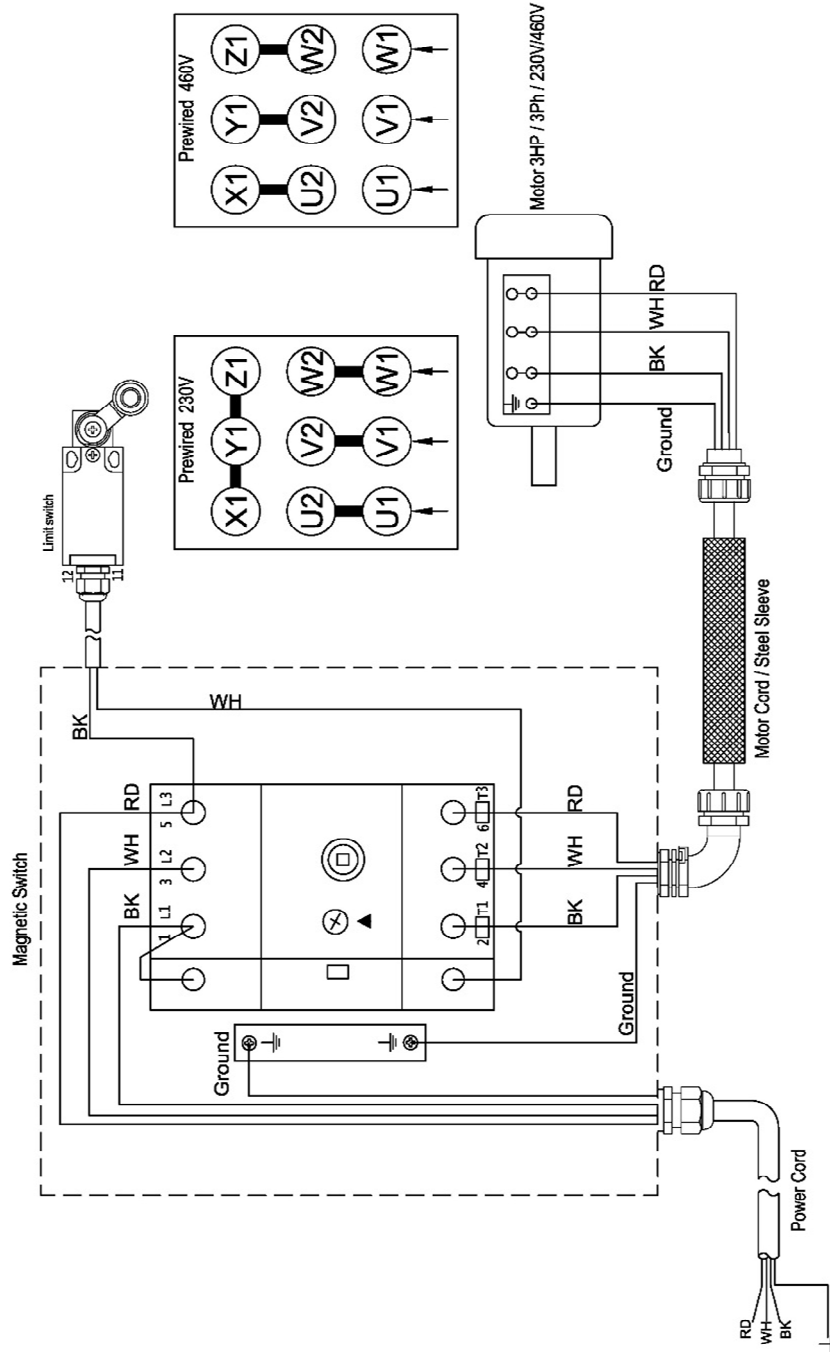 Magnetic Switch
Limit switch
12
11
BK
WH
BK
WH
RD
1 L1
3 L2
5 L3
Ground
Prewired 230V
X1 Y1 Z1
U2 V2 W2
U1 V1 W1
Prewired 460V
X1 Y1 Z1
U2 V2 W2
U1 V1 W1
2 T1
4 T2
6 T3
BK
WH
RD
Ground
Motor 3HP / 3Ph / 230V/460V
Ground
BK
WH
RD
Motor Cord / Steel Sleeve
Power Cord
RD
WH
BK